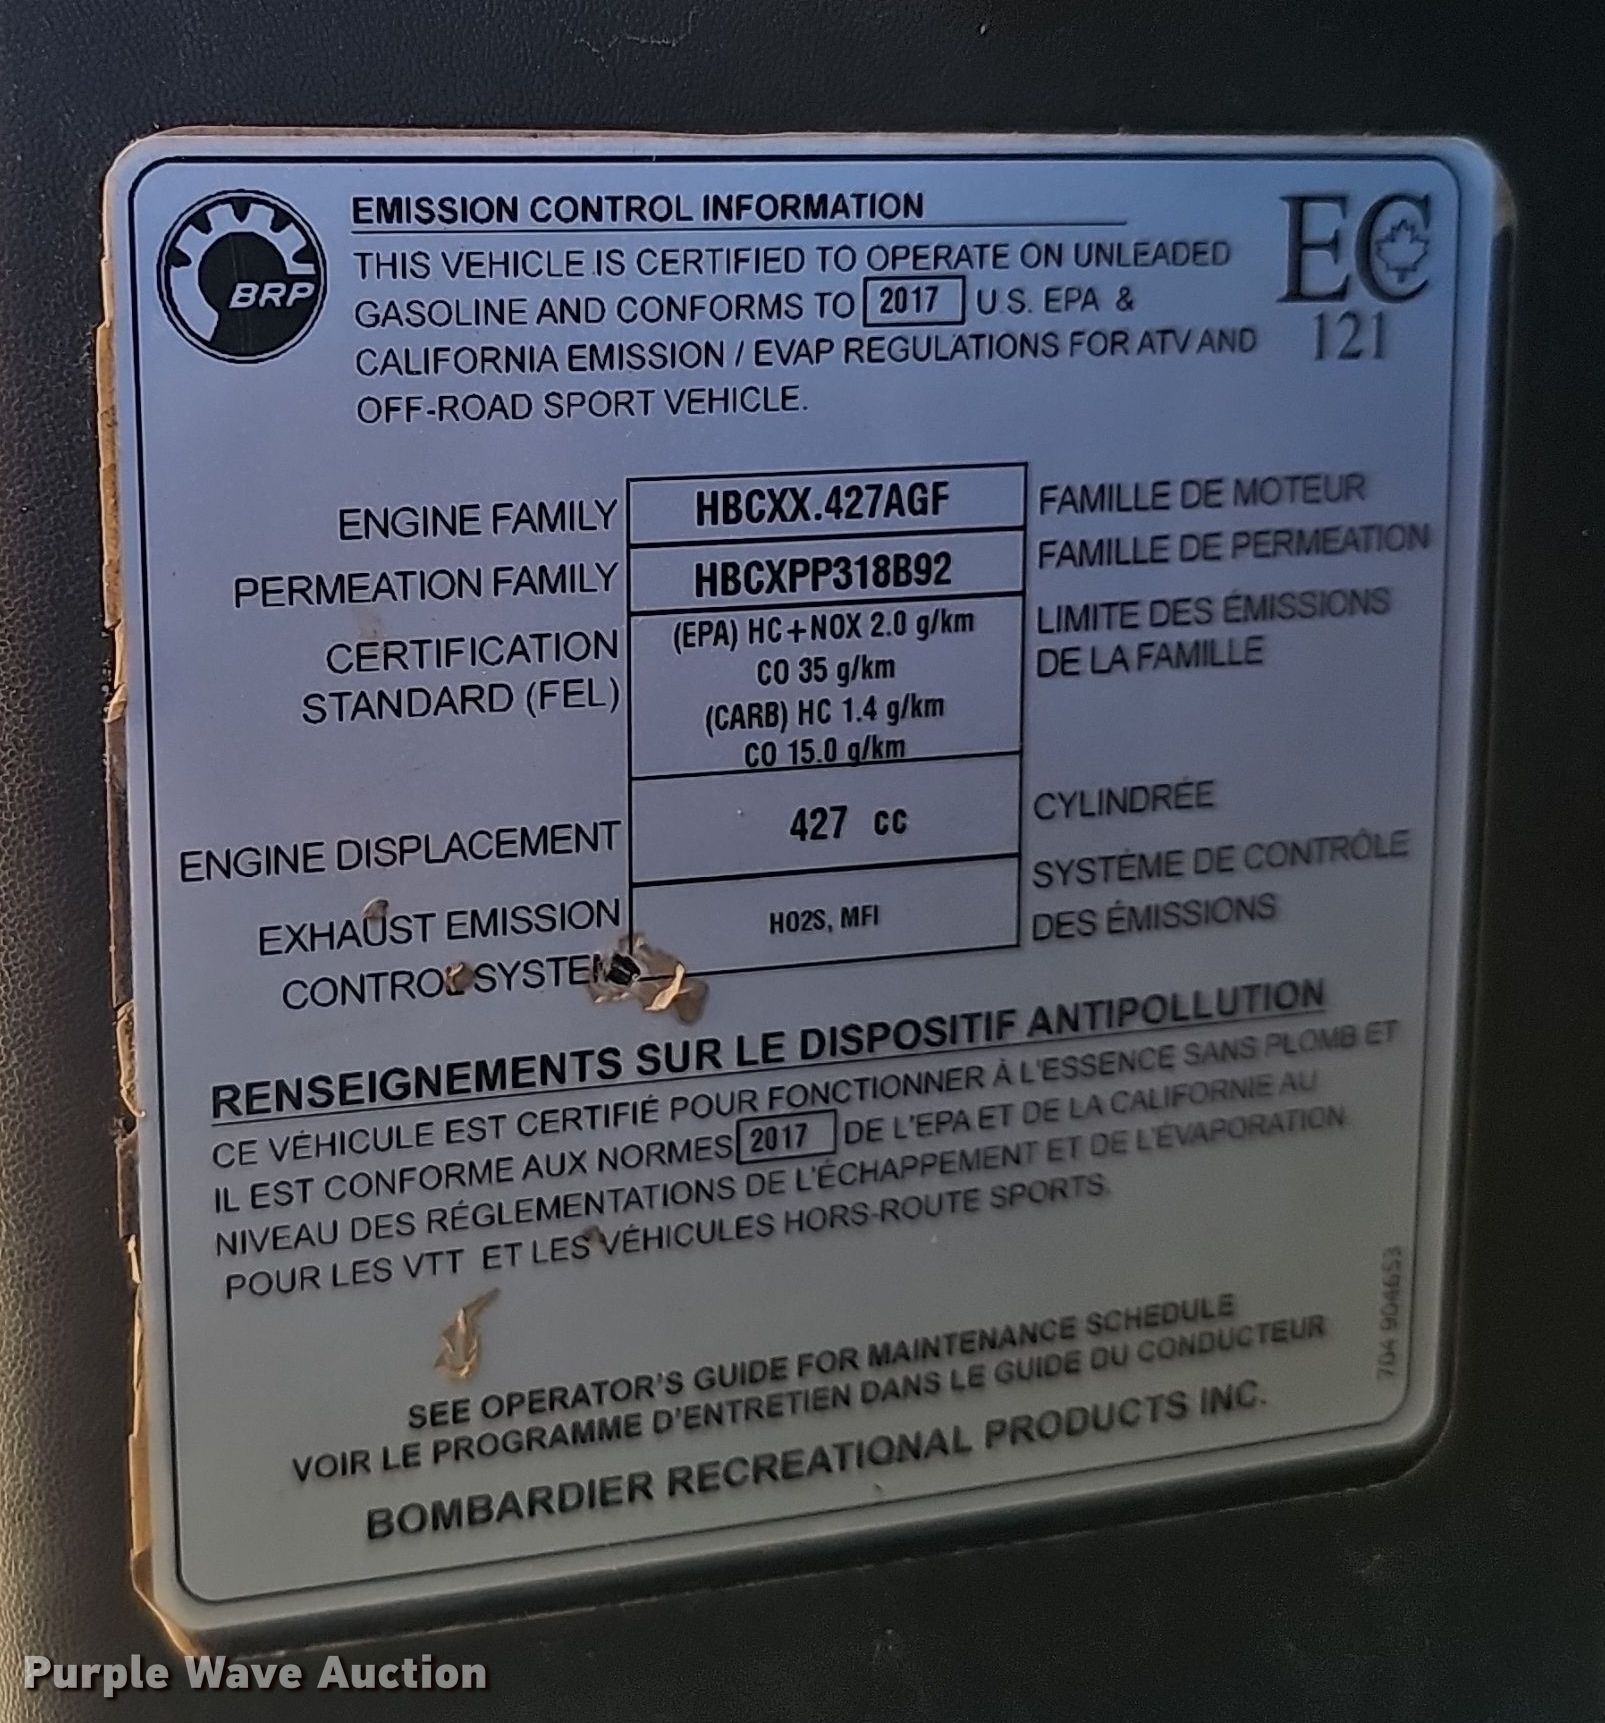 BRP
EMISSION CONTROL INFORMATION
THIS VEHICLE IS CERTIFIED TO OPERATE ON UNLEADED
GASOLINE AND CONFORMS TO 2017 U.S. EPA &
CALIFORNIA EMISSION / EVAP REGULATIONS FOR ATV AND
OFF-ROAD SPORT VEHICLE.
EC
121
ENGINE FAMILY HBCXX.427AGF FAMILLE DE MOTEUR
PERMEATION FAMILY HBCXPP318B92 FAMILLE DE PERMEATION
CERTIFICATION (EPA) HC+NOX 2.0 g/km LIMITE DES ÉMISSIONS
STANDARD (FEL) CO 35 g/km DE LA FAMILLE
(CARB) HC 1.4 g/km
CO 15.0 g/km
ENGINE DISPLACEMENT 427 cc CYLINDRÉE
EXHAUST EMISSION HO2S, MFI SYSTÈME DE CONTRÔLE
CONTROL SYSTEM DES ÉMISSIONS
RENSEIGNEMENTS SUR LE DISPOSITIF ANTIPOLLUTION
CE VÉHICULE EST CERTIFIÉ POUR FONCTIONNER À L'ESSENCE SANS PLOMB ET
IL EST CONFORME AUX NORMES 2017 DE L'EPA ET DE LA CALIFORNIE AU
NIVEAU DES RÉGLEMENTATIONS DE L'ÉCHAPPEMENT ET DE L'ÉVAPORATION
POUR LES VTT ET LES VÉHICULES HORS-ROUTE SPORTS.
SEE OPERATOR'S GUIDE FOR MAINTENANCE SCHEDULE
VOIR LE PROGRAMME D'ENTRETIEN DANS LE GUIDE DU CONDUCTEUR
BOMBARDIER RECREATIONAL PRODUCTS INC.
704 904653
Purple Wave Auction